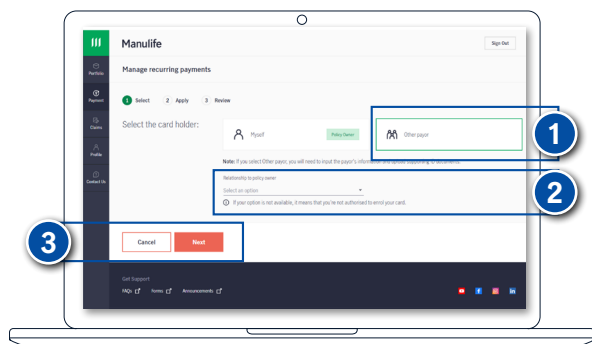 Manulife
Sign Out
Portfolio
Payment
Claims
Profile
Contact Us
Manage recurring payments
1 Select 2 Apply 3 Review
Select the card holder:
Myself
Policy Owner
Other payor
1
Note: If you select Other payor, you will need to input the payor's information and upload supporting documents.
Relationship to policy owner
Select an option
If your option is not available, it means that you're not authorised to enrol your card.
2
3
Cancel
Next
Get Support
FAQs Forms Announcements